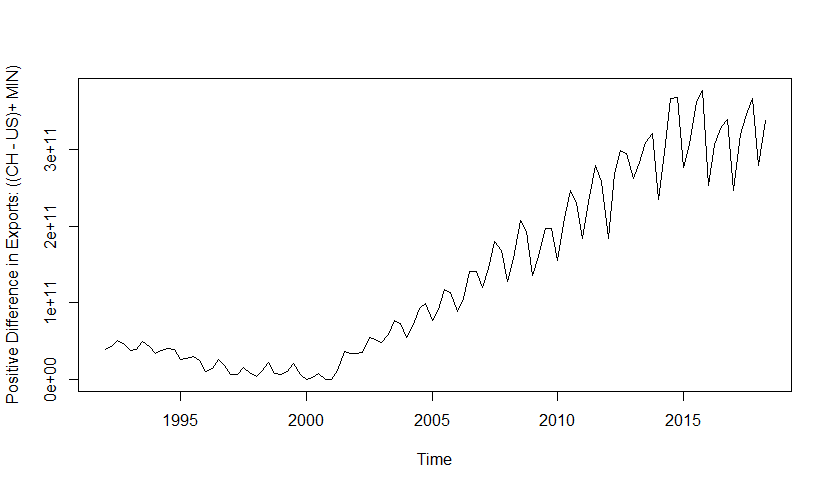 Positive Difference in Exports: ((CH - US)+ MIN)
3e+11
2e+11
1e+11
0e+00
1995 2000 2005 2010 2015
Time